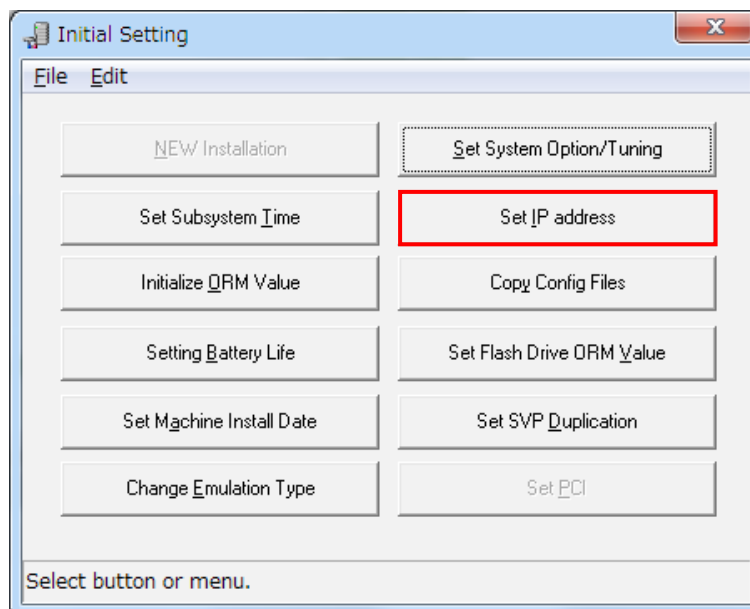 Initial Setting
File Edit
NEW Installation Set System Option/Tuning
Set Subsystem Time Set IP address
Initialize ORM Value Copy Config Files
Setting Battery Life Set Flash Drive ORM Value
Set Machine Install Date Set SVP Duplication
Change Emulation Type Set PCI
Select button or menu.